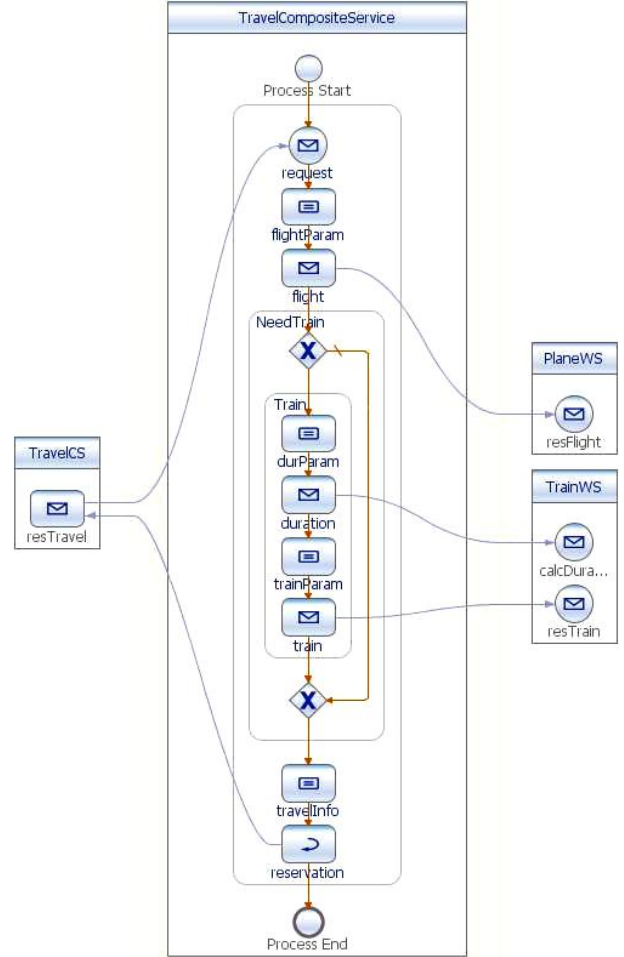 TravelCompositeService
Process Start
request
flightParam
flight
NeedTrain
X
PlaneWS
resFlight
Train
durParam
TravelCS
resTravel
duration
TrainWS
calcDura...
trainParam
train
resTrain
X
travelInfo
reservation
Process End